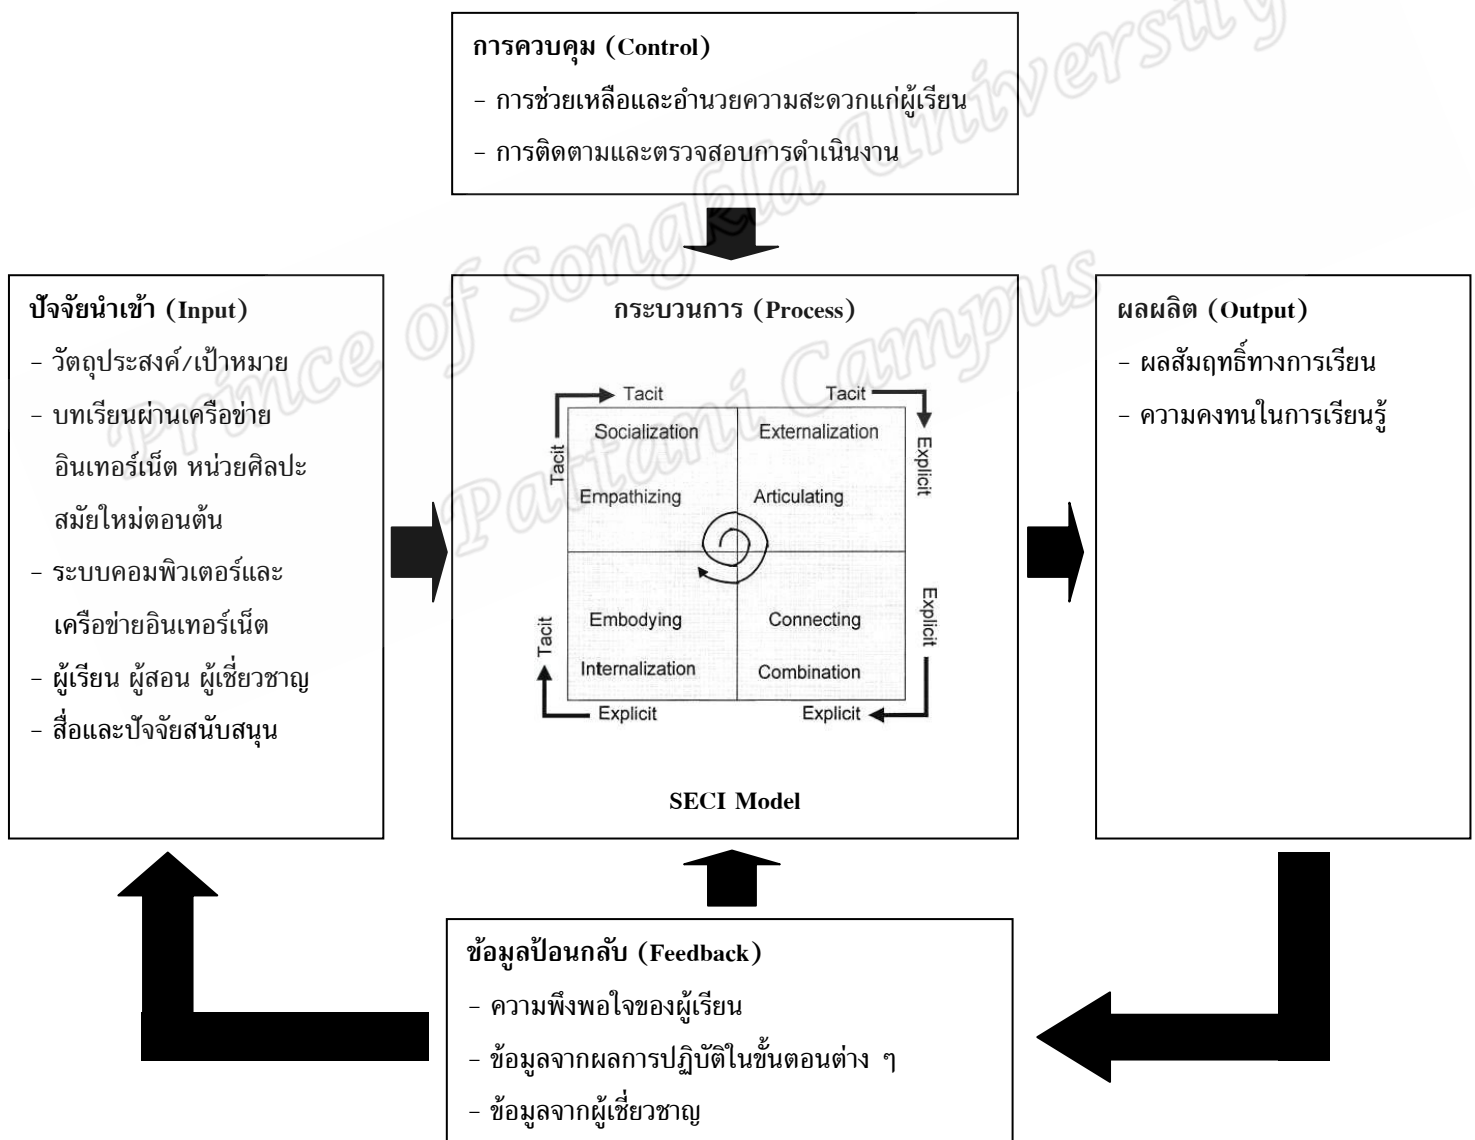 การควบคุม (Control)
- การช่วยเหลือและอำนวยความสะดวกแก่ผู้เรียน
- การติดตามและตรวจสอบการดำเนินงาน
ปัจจัยนำเข้า (Input)
- วัตถุประสงค์/เป้าหมาย
- บทเรียนผ่านเครือข่าย
อินเทอร์เน็ต หน่วยศิลปะ
สมัยใหม่ตอนต้น
- ระบบคอมพิวเตอร์และ
เครือข่ายอินเทอร์เน็ต
- ผู้เรียน ผู้สอน ผู้เชี่ยวชาญ
- สื่อและปัจจัยสนับสนุน
กระบวนการ (Process)
Tacit
Tacit
Tacit
Socialization
Externalization
Explicit
Empathizing
Articulating
Tacit
Embodying
Connecting
Explicit
Internalization
Combination
Explicit
Explicit
SECI Model
ผลผลิต (Output)
- ผลสัมฤทธิ์ทางการเรียน
- ความคงทนในการเรียนรู้
ข้อมูลป้อนกลับ (Feedback)
- ความพึงพอใจของผู้เรียน
- ข้อมูลจากผลการปฏิบัติในขั้นตอนต่าง ๆ
- ข้อมูลจากผู้เชี่ยวชาญ
Prince of Songkla University
Pattani Campus